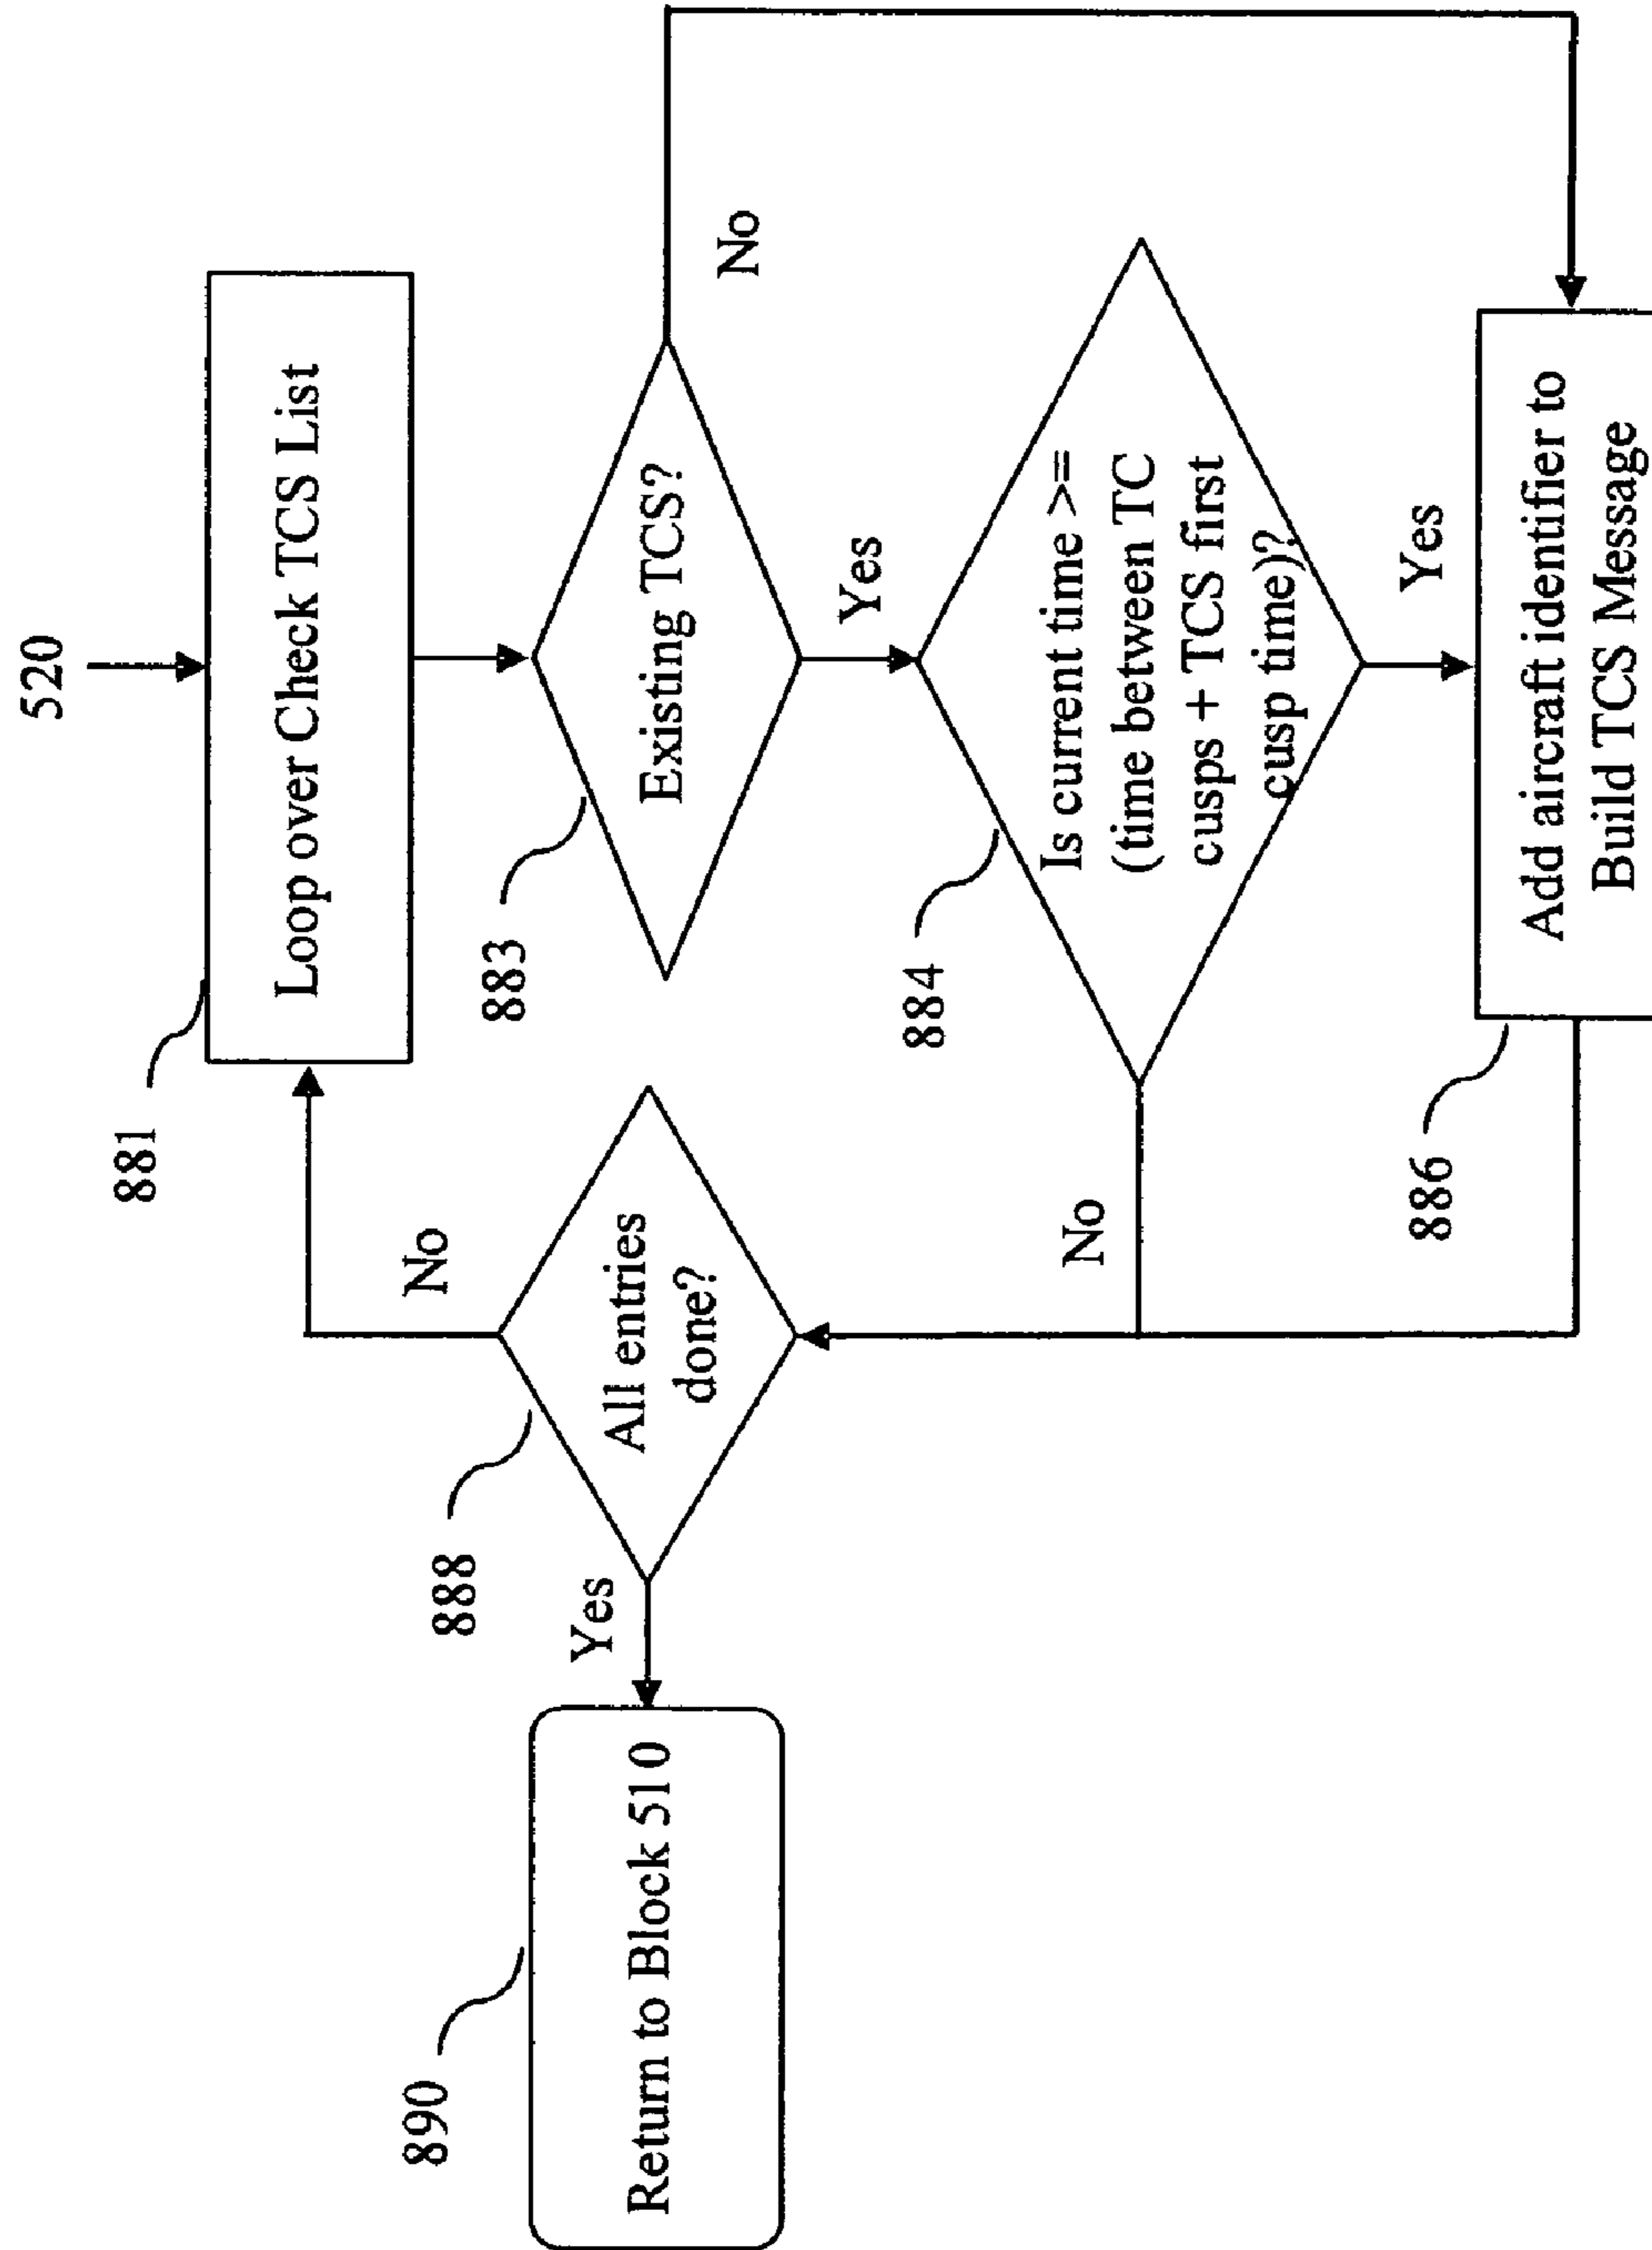 520
881
Loop over Check TCS List
883
Existing TCS?
No
Yes
884
Is current time >=
(time between TC
cusps + TCS first
cusp time)?
No
Yes
886
Add aircraft identifier to
Build TCS Message
888
All entries
done?
No
Yes
890
Return to Block 510